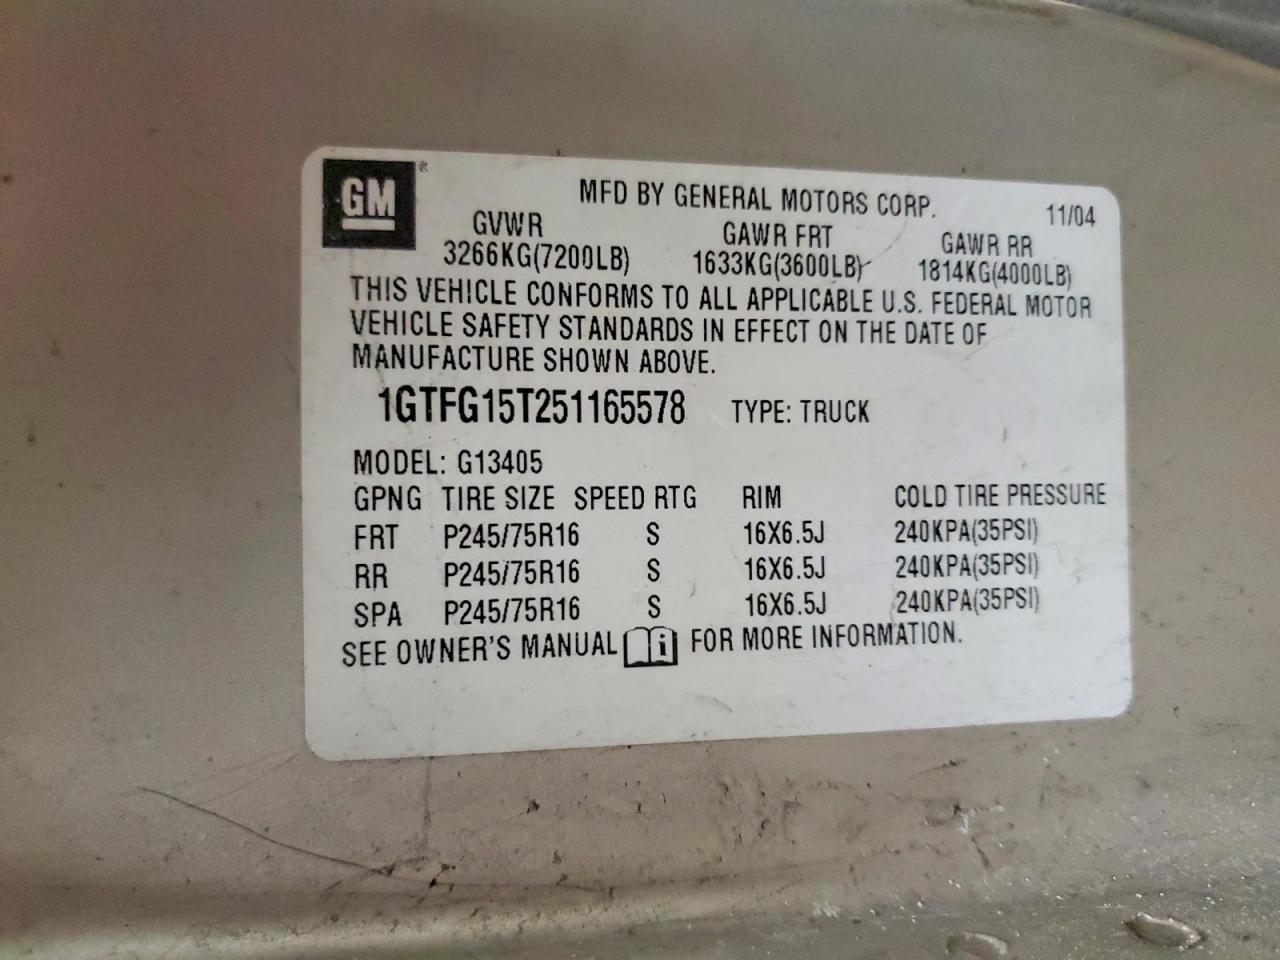 GM ®
MFD BY GENERAL MOTORS CORP. 11/04
GVWR GAWR FRT GAWR RR
3266KG(7200LB) 1633KG(3600LB) 1814KG(4000LB)
THIS VEHICLE CONFORMS TO ALL APPLICABLE U.S. FEDERAL MOTOR
VEHICLE SAFETY STANDARDS IN EFFECT ON THE DATE OF
MANUFACTURE SHOWN ABOVE.
1GTFG15T251165578 TYPE: TRUCK
MODEL: G13405
GPNG TIRE SIZE SPEED RTG RIM COLD TIRE PRESSURE
FRT P245/75R16 S 16X6.5J 240KPA(35PSI)
RR P245/75R16 S 16X6.5J 240KPA(35PSI)
SPA P245/75R16 S 16X6.5J 240KPA(35PSI)
SEE OWNER'S MANUAL i FOR MORE INFORMATION.